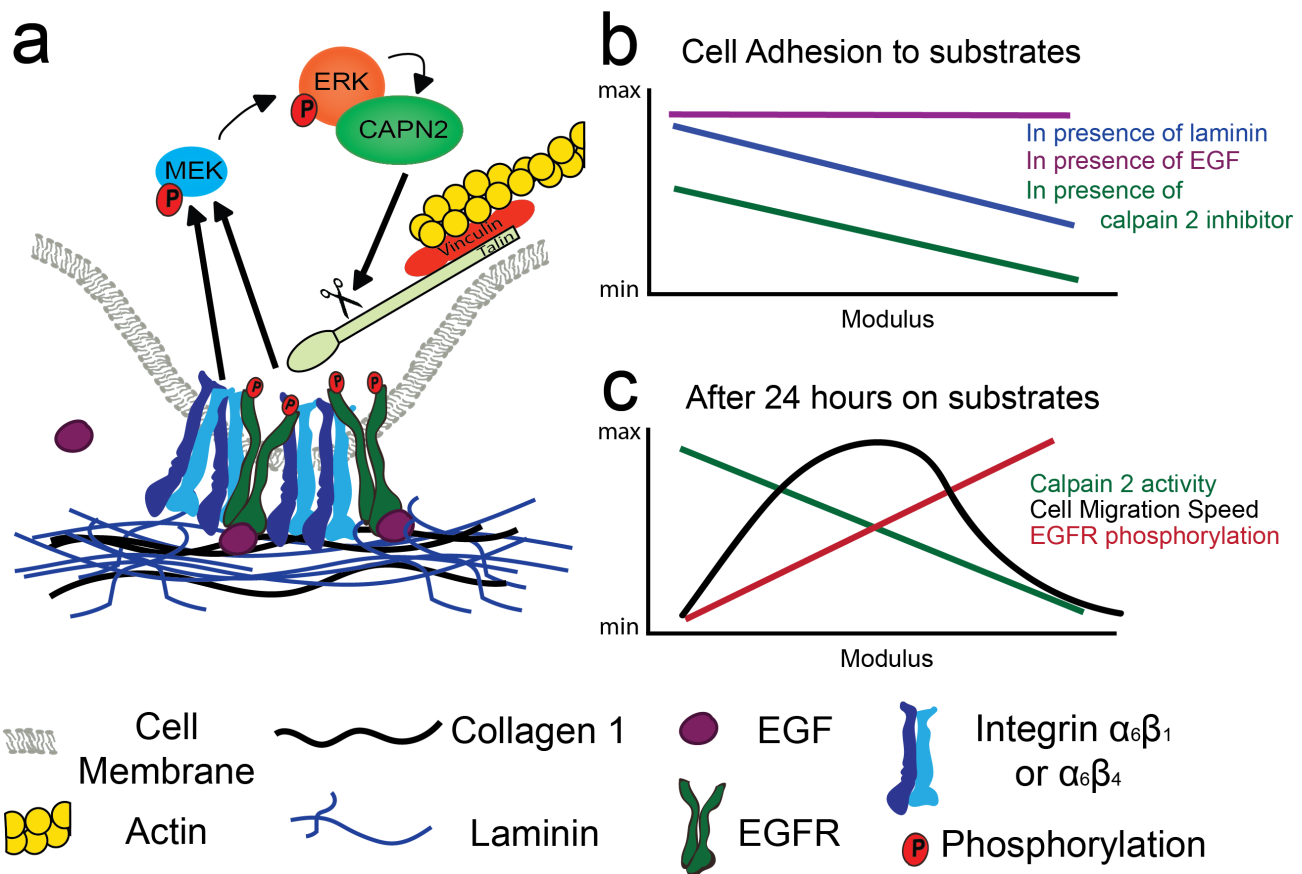 a
ERK
P
CAPN2
MEK
P
Vinculin
Talin
P
P
P
P
b
Cell Adhesion to substrates
max
In presence of laminin
In presence of EGF
In presence of
calpain 2 inhibitor
min
Modulus
c
After 24 hours on substrates
max
Calpain 2 activity
Cell Migration Speed
EGFR phosphorylation
min
Modulus
Cell
Membrane
Collagen 1
EGF
Integrin α6β1
or α6β4
Actin
Laminin
EGFR
P
Phosphorylation